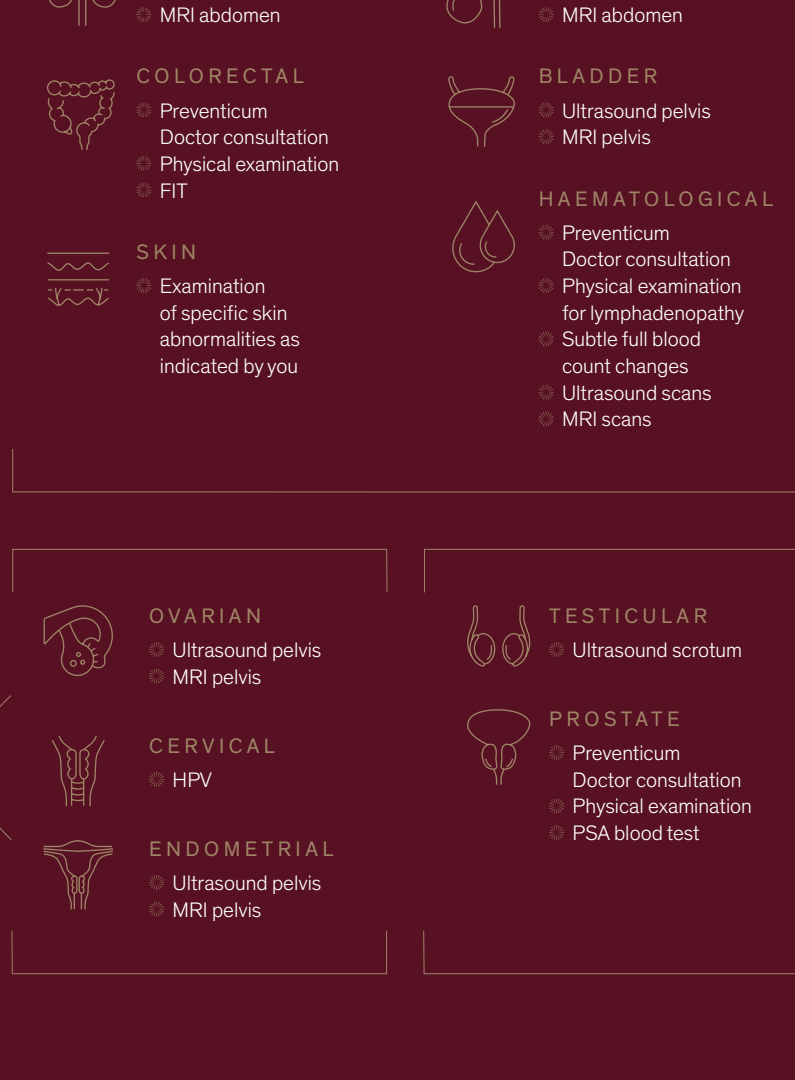 MRI abdomen
COLORECTAL
Preventicum
Doctor consultation
Physical examination
FIT
SKIN
Examination
of specific skin
abnormalities as
indicated by you
MRI abdomen
BLADDER
Ultrasound pelvis
MRI pelvis
HAEMATOLOGICAL
Preventicum
Doctor consultation
Physical examination
for lymphadenopathy
Subtle full blood
count changes
Ultrasound scans
MRI scans
OVARIAN
Ultrasound pelvis
MRI pelvis
CERVICAL
HPV
ENDOMETRIAL
Ultrasound pelvis
MRI pelvis
TESTICULAR
Ultrasound scrotum
PROSTATE
Preventicum
Doctor consultation
Physical examination
PSA blood test